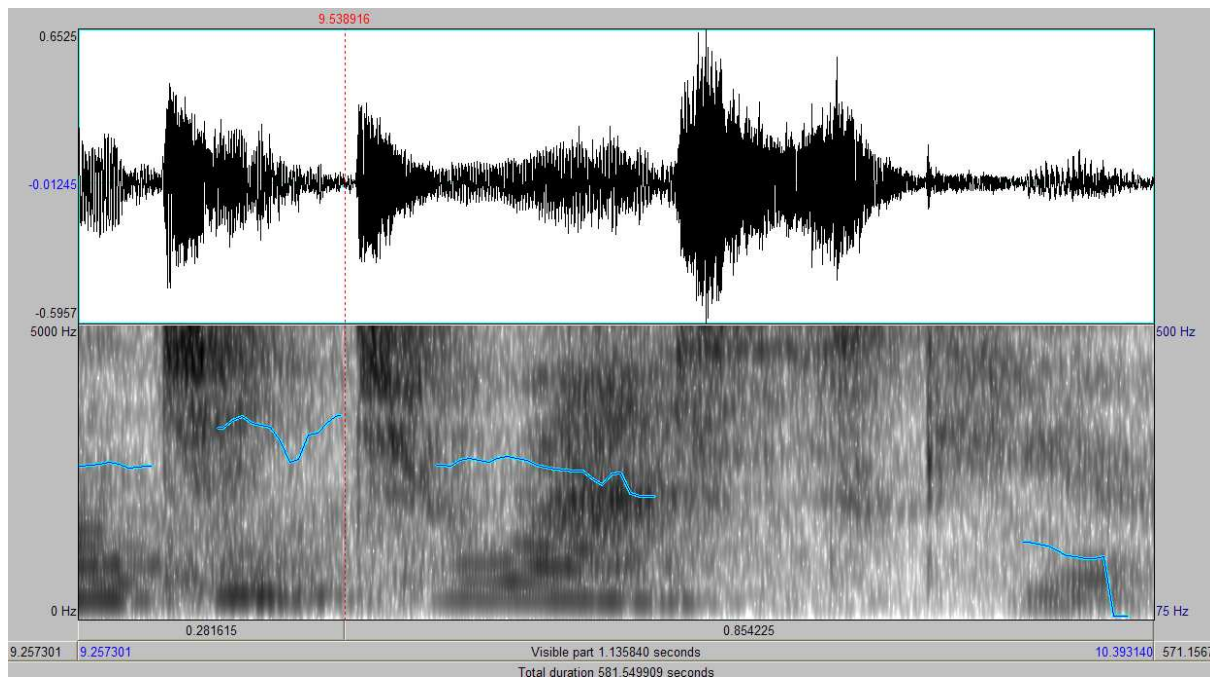 9.538916
0.6525
-0.01245
-0.5957
5000 Hz
500 Hz
0 Hz
75 Hz
0.281615
0.854225
9.257301
9.257301
Visible part 1.135840 seconds
10.393140
571.1567
Total duration 581.549909 seconds